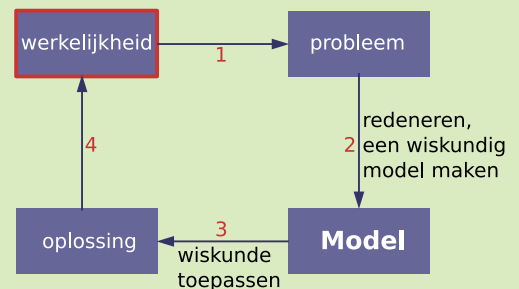 werkelijkheid
1
probleem
2
redeneren,
een wiskundig
model maken
Model
3
wiskunde
toepassen
oplossing
4